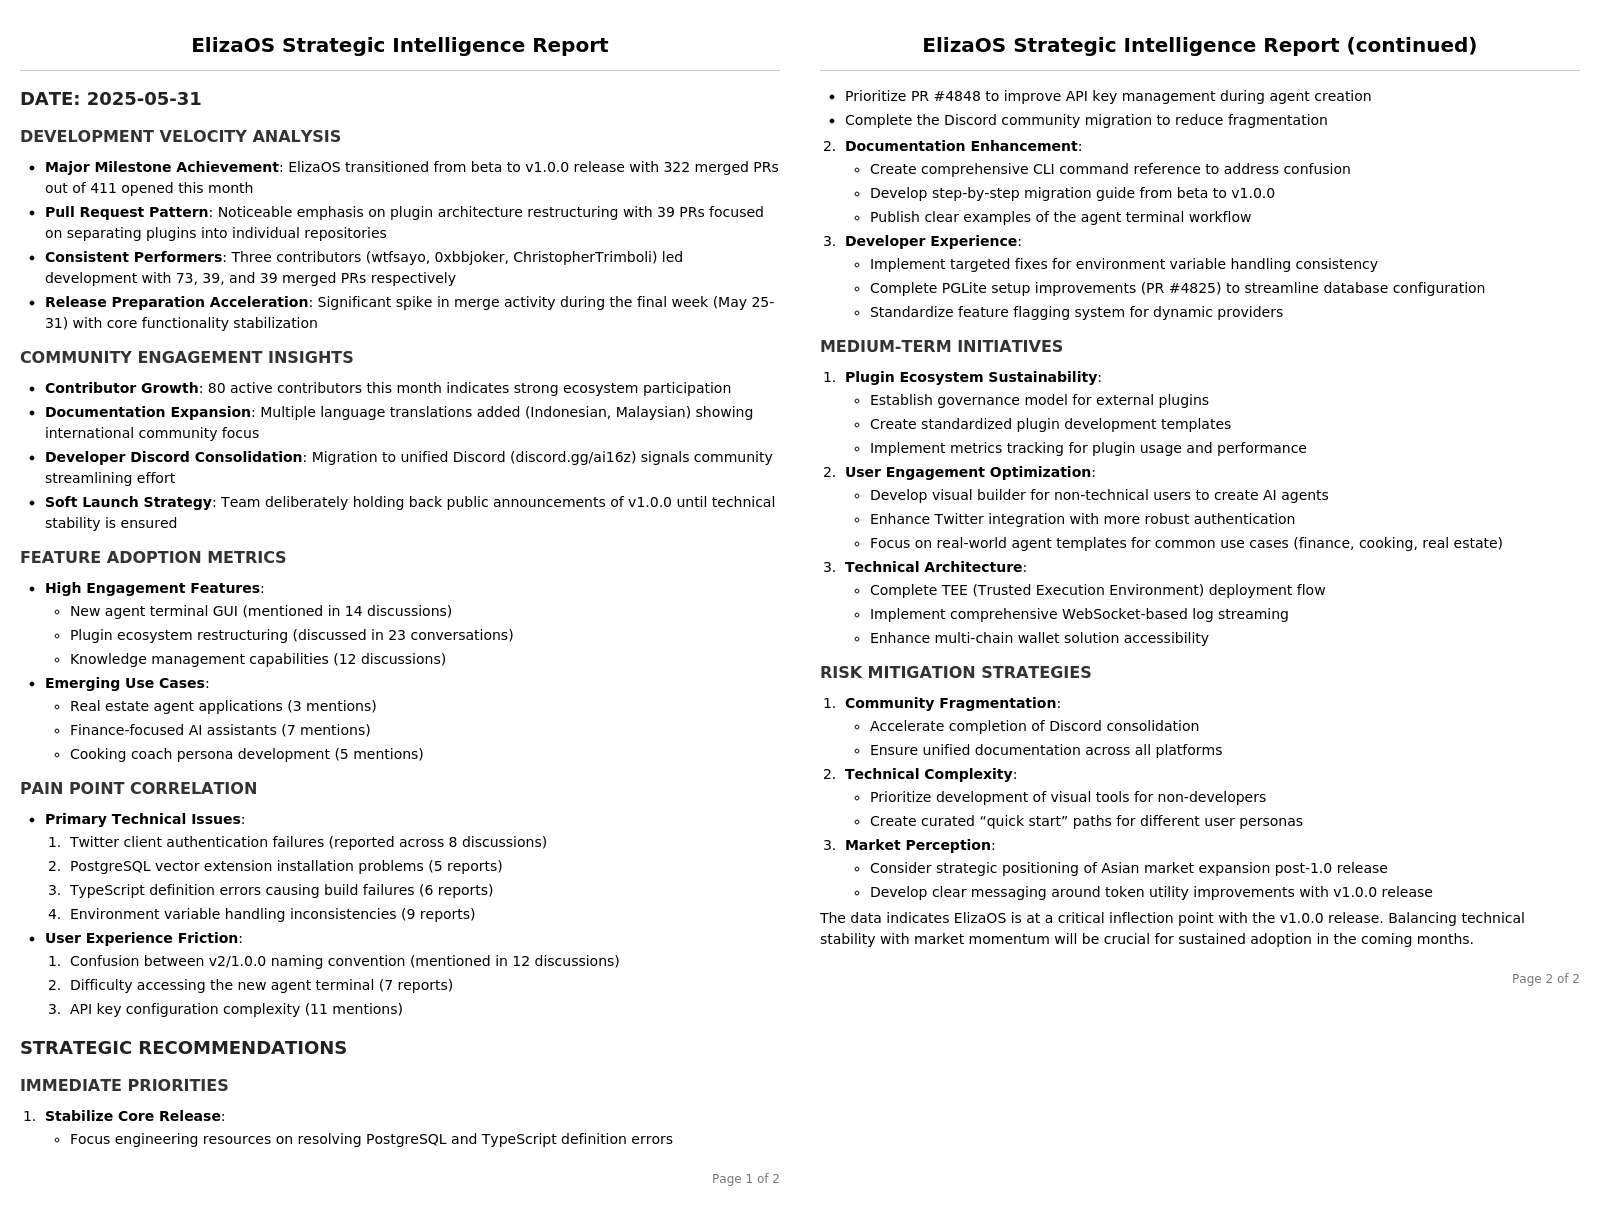 ElizaOS Strategic Intelligence Report
DATE: 2025-05-31
DEVELOPMENT VELOCITY ANALYSIS
• Major Milestone Achievement: ElizaOS transitioned from beta to v1.0.0 release with 322 merged PRs
out of 411 opened this month
• Pull Request Pattern: Noticeable emphasis on plugin architecture restructuring with 39 PRs focused
on separating plugins into individual repositories
• Consistent Performers: Three contributors (wtfsayo, 0xbbjoker, ChristopherTrimboli) led
development with 73, 39, and 39 merged PRs respectively
• Release Preparation Acceleration: Significant spike in merge activity during the final week (May 25-
31) with core functionality stabilization
COMMUNITY ENGAGEMENT INSIGHTS
• Contributor Growth: 80 active contributors this month indicates strong ecosystem participation
• Documentation Expansion: Multiple language translations added (Indonesian, Malaysian) showing
international community focus
• Developer Discord Consolidation: Migration to unified Discord (discord.gg/ai16z) signals community
streamlining effort
• Soft Launch Strategy: Team deliberately holding back public announcements of v1.0.0 until technical
stability is ensured
FEATURE ADOPTION METRICS
• High Engagement Features:
◦ New agent terminal GUI (mentioned in 14 discussions)
◦ Plugin ecosystem restructuring (discussed in 23 conversations)
◦ Knowledge management capabilities (12 discussions)
• Emerging Use Cases:
◦ Real estate agent applications (3 mentions)
◦ Finance-focused AI assistants (7 mentions)
◦ Cooking coach persona development (5 mentions)
PAIN POINT CORRELATION
• Primary Technical Issues:
1. Twitter client authentication failures (reported across 8 discussions)
2. PostgreSQL vector extension installation problems (5 reports)
3. TypeScript definition errors causing build failures (6 reports)
4. Environment variable handling inconsistencies (9 reports)
• User Experience Friction:
1. Confusion between v2/1.0.0 naming convention (mentioned in 12 discussions)
2. Difficulty accessing the new agent terminal (7 reports)
3. API key configuration complexity (11 mentions)
STRATEGIC RECOMMENDATIONS
IMMEDIATE PRIORITIES
1. Stabilize Core Release:
◦ Focus engineering resources on resolving PostgreSQL and TypeScript definition errors
Page 1 of 2
ElizaOS Strategic Intelligence Report (continued)
• Prioritize PR #4848 to improve API key management during agent creation
• Complete the Discord community migration to reduce fragmentation
2. Documentation Enhancement:
◦ Create comprehensive CLI command reference to address confusion
◦ Develop step-by-step migration guide from beta to v1.0.0
◦ Publish clear examples of the agent terminal workflow
3. Developer Experience:
◦ Implement targeted fixes for environment variable handling consistency
◦ Complete PGLite setup improvements (PR #4825) to streamline database configuration
◦ Standardize feature flagging system for dynamic providers
MEDIUM-TERM INITIATIVES
1. Plugin Ecosystem Sustainability:
◦ Establish governance model for external plugins
◦ Create standardized plugin development templates
◦ Implement metrics tracking for plugin usage and performance
2. User Engagement Optimization:
◦ Develop visual builder for non-technical users to create AI agents
◦ Enhance Twitter integration with more robust authentication
◦ Focus on real-world agent templates for common use cases (finance, cooking, real estate)
3. Technical Architecture:
◦ Complete TEE (Trusted Execution Environment) deployment flow
◦ Implement comprehensive WebSocket-based log streaming
◦ Enhance multi-chain wallet solution accessibility
RISK MITIGATION STRATEGIES
1. Community Fragmentation:
◦ Accelerate completion of Discord consolidation
◦ Ensure unified documentation across all platforms
2. Technical Complexity:
◦ Prioritize development of visual tools for non-developers
◦ Create curated “quick start” paths for different user personas
3. Market Perception:
◦ Consider strategic positioning of Asian market expansion post-1.0 release
◦ Develop clear messaging around token utility improvements with v1.0.0 release
The data indicates ElizaOS is at a critical inflection point with the v1.0.0 release. Balancing technical
stability with market momentum will be crucial for sustained adoption in the coming months.
Page 2 of 2